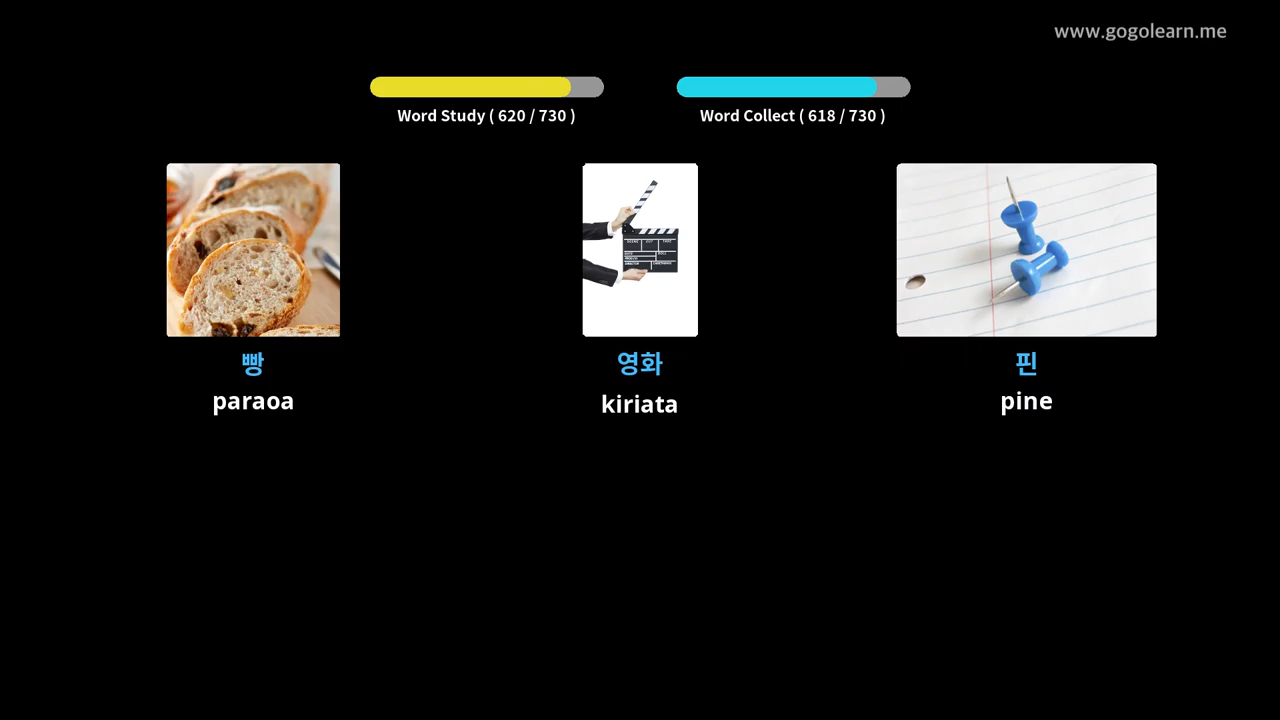 www.gogolearn.me
Word Study ( 620 / 730 )
Word Collect ( 618 / 730 )
빵
paraoa
영화
kiriata
핀
pine